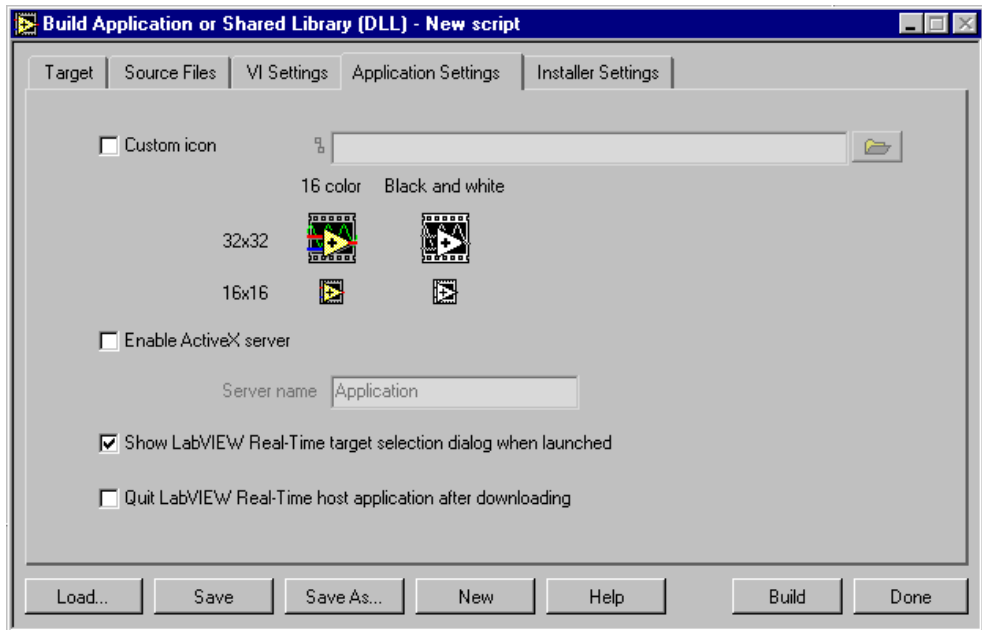 Build Application or Shared Library (DLL) - New script
Target Source Files VI Settings Application Settings Installer Settings
Custom icon
16 color Black and white
32x32
16x16
Enable ActiveX server
Server name Application
Show LabVIEW Real-Time target selection dialog when launched
Quit LabVIEW Real-Time host application after downloading
Load... Save Save As... New Help Build Done